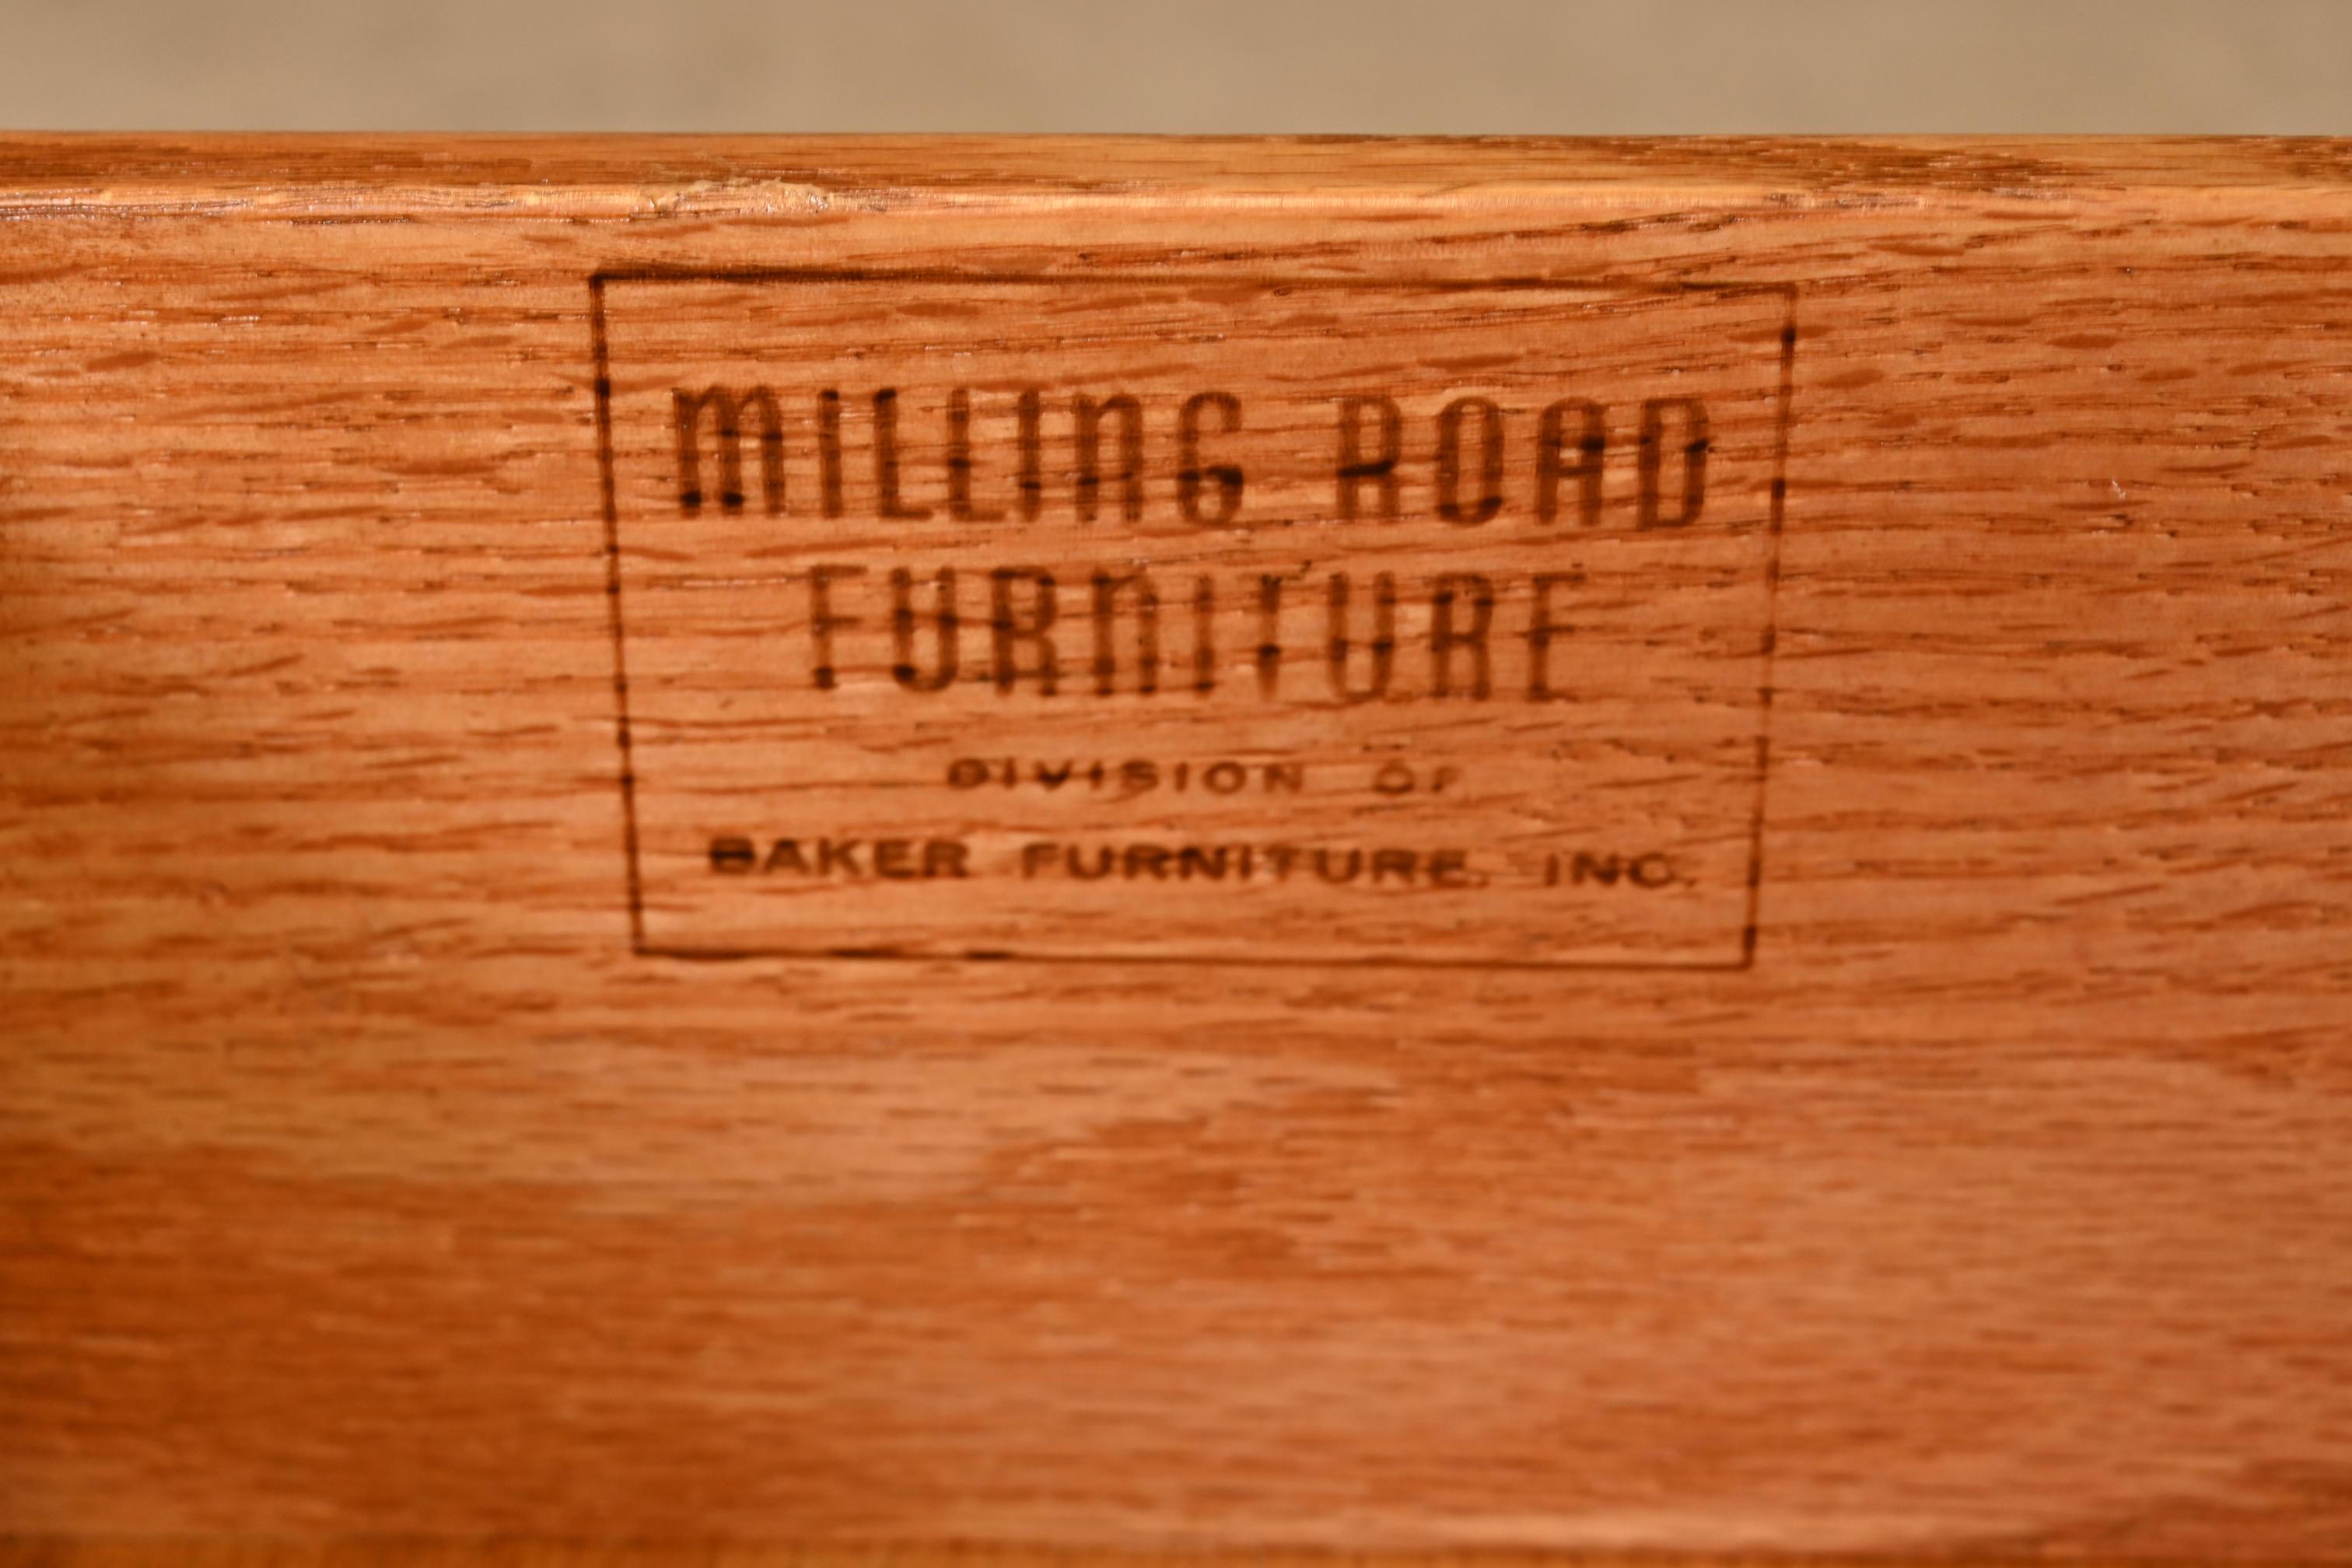 MILLING ROAD
FURNITURE
DIVISION OF
BAKER FURNITURE, INC.